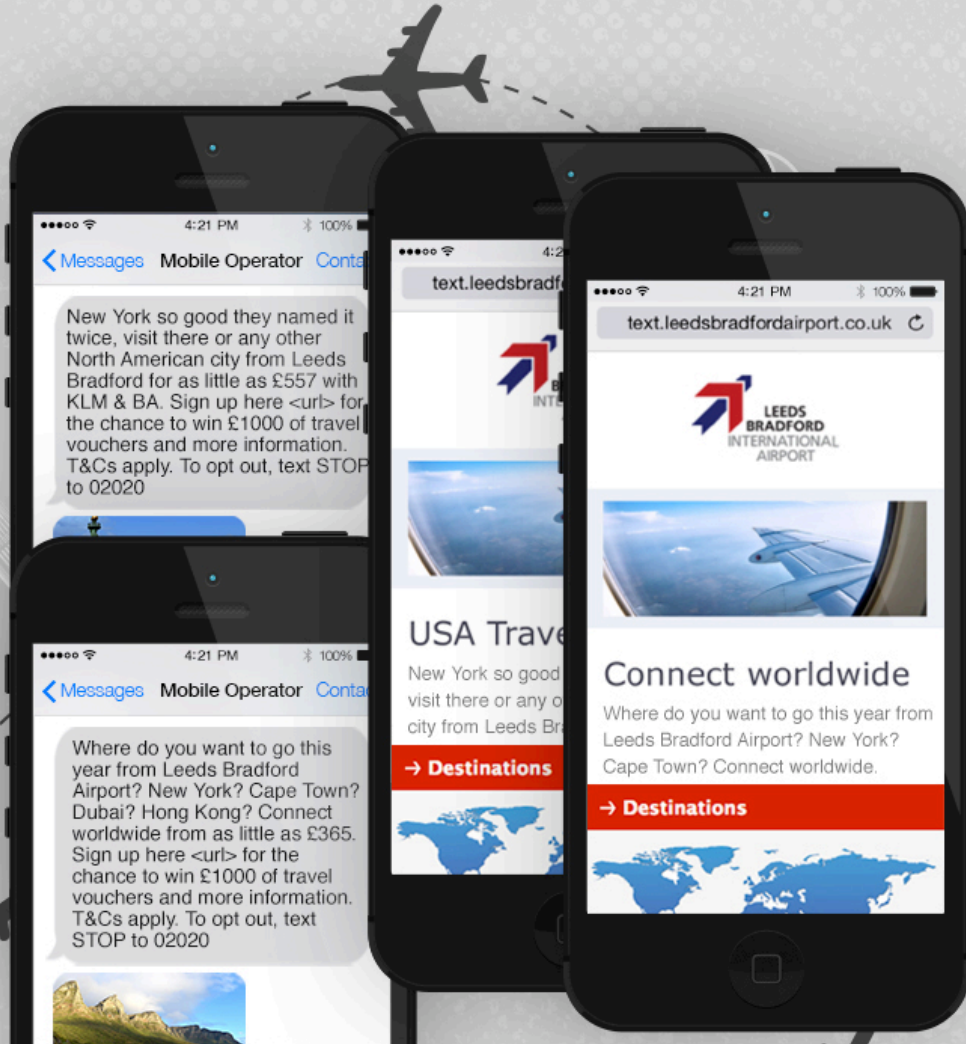 4:21 PM
100%
Messages
Mobile Operator
New York so good they named it
twice, visit there or any other
North American city from Leeds
Bradford for as little as £557 with
KLM & BA. Sign up here <url> for
the chance to win £1000 of travel
vouchers and more information.
T&Cs apply. To opt out, text STOP
to 02020
4:21 PM
100%
Messages
Mobile Operator
Where do you want to go this
year from Leeds Bradford
Airport? New York? Cape Town?
Dubai? Hong Kong? Connect
worldwide from as little as £365.
Sign up here <url> for the
chance to win £1000 of travel
vouchers and more information.
T&Cs apply. To opt out, text
STOP to 02020
USA
New York so good
visit there or any
city from Leeds
→ Destinations
4:21 PM
100%
text.leedsbradfordairport.co.uk
LEEDS
BRADFORD
INTERNATIONAL
AIRPORT
Connect worldwide
Where do you want to go this year from
Leeds Bradford Airport? New York?
Cape Town? Connect worldwide.
→ Destinations